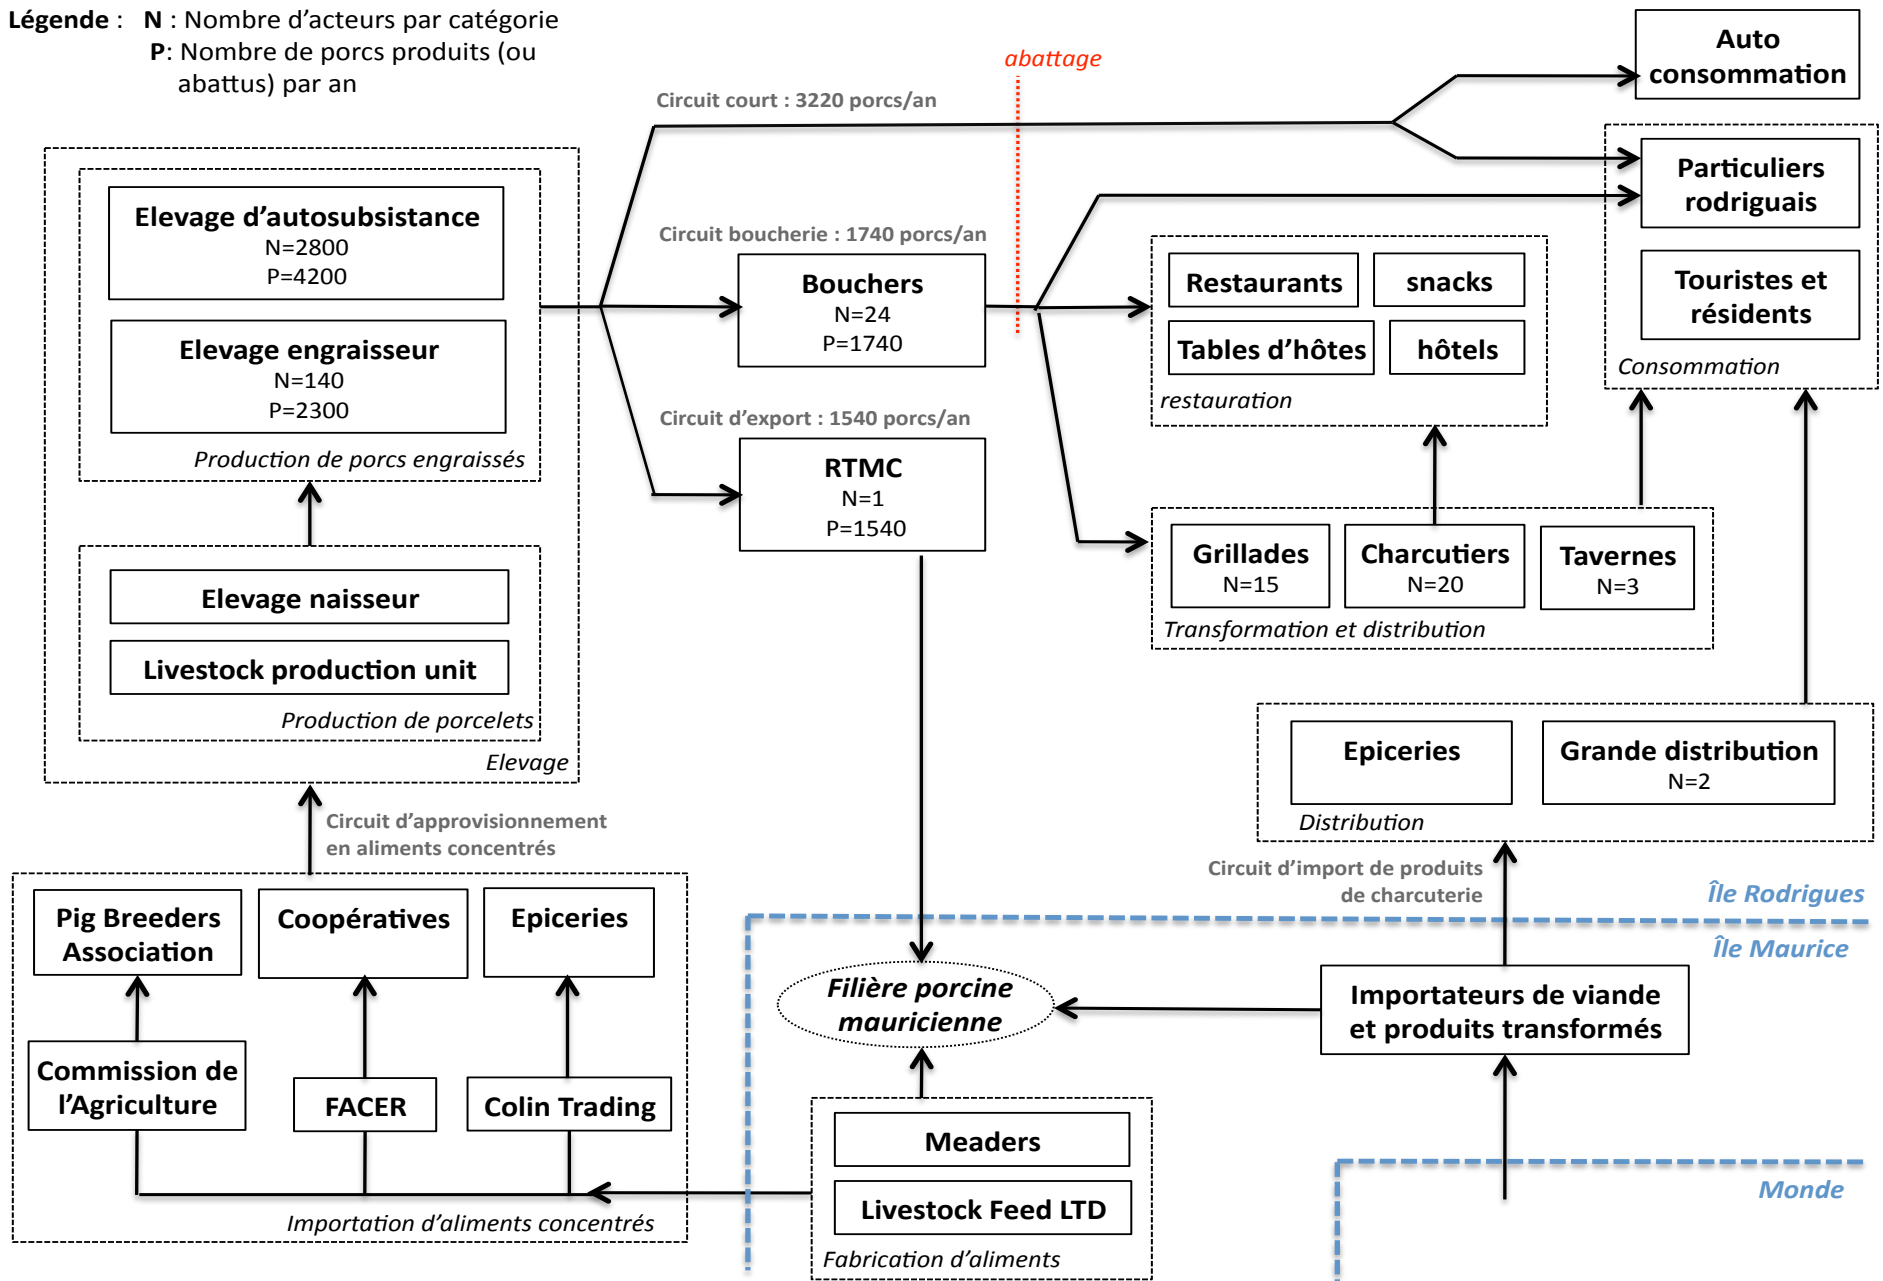 Légende : N : Nombre d’acteurs par catégorie
P: Nombre de porcs produits (ou
abattus) par an
abattage
Auto
consommation
Circuit court : 3220 porcs/an
Particuliers
rodriguais
Touristes et
résidents
Consommation
Elevage d’autosubsistance
N=2800
P=4200
Elevage engraisseur
N=140
P=2300
Production de porcs engraissés
Elevage naisseur
Livestock production unit
Production de porcelets
Elevage
Circuit boucherie : 1740 porcs/an
Bouchers
N=24
P=1740
Circuit d’export : 1540 porcs/an
RTMC
N=1
P=1540
Restaurants
snacks
Tables d’hôtes
hôtels
restauration
Grillades
N=15
Charcutiers
N=20
Tavernes
N=3
Transformation et distribution
Epiceries
Grande distribution
N=2
Distribution
Circuit d’approvisionnement
en aliments concentrés
Circuit d’import de produits
de charcuterie
Île Rodrigues
Île Maurice
Pig Breeders
Association
Coopératives
Epiceries
Commission de
l’Agriculture
FACER
Colin Trading
Importation d’aliments concentrés
Filière porcine
mauricienne
Importateurs de viande
et produits transformés
Meaders
Livestock Feed LTD
Fabrication d’aliments
Monde